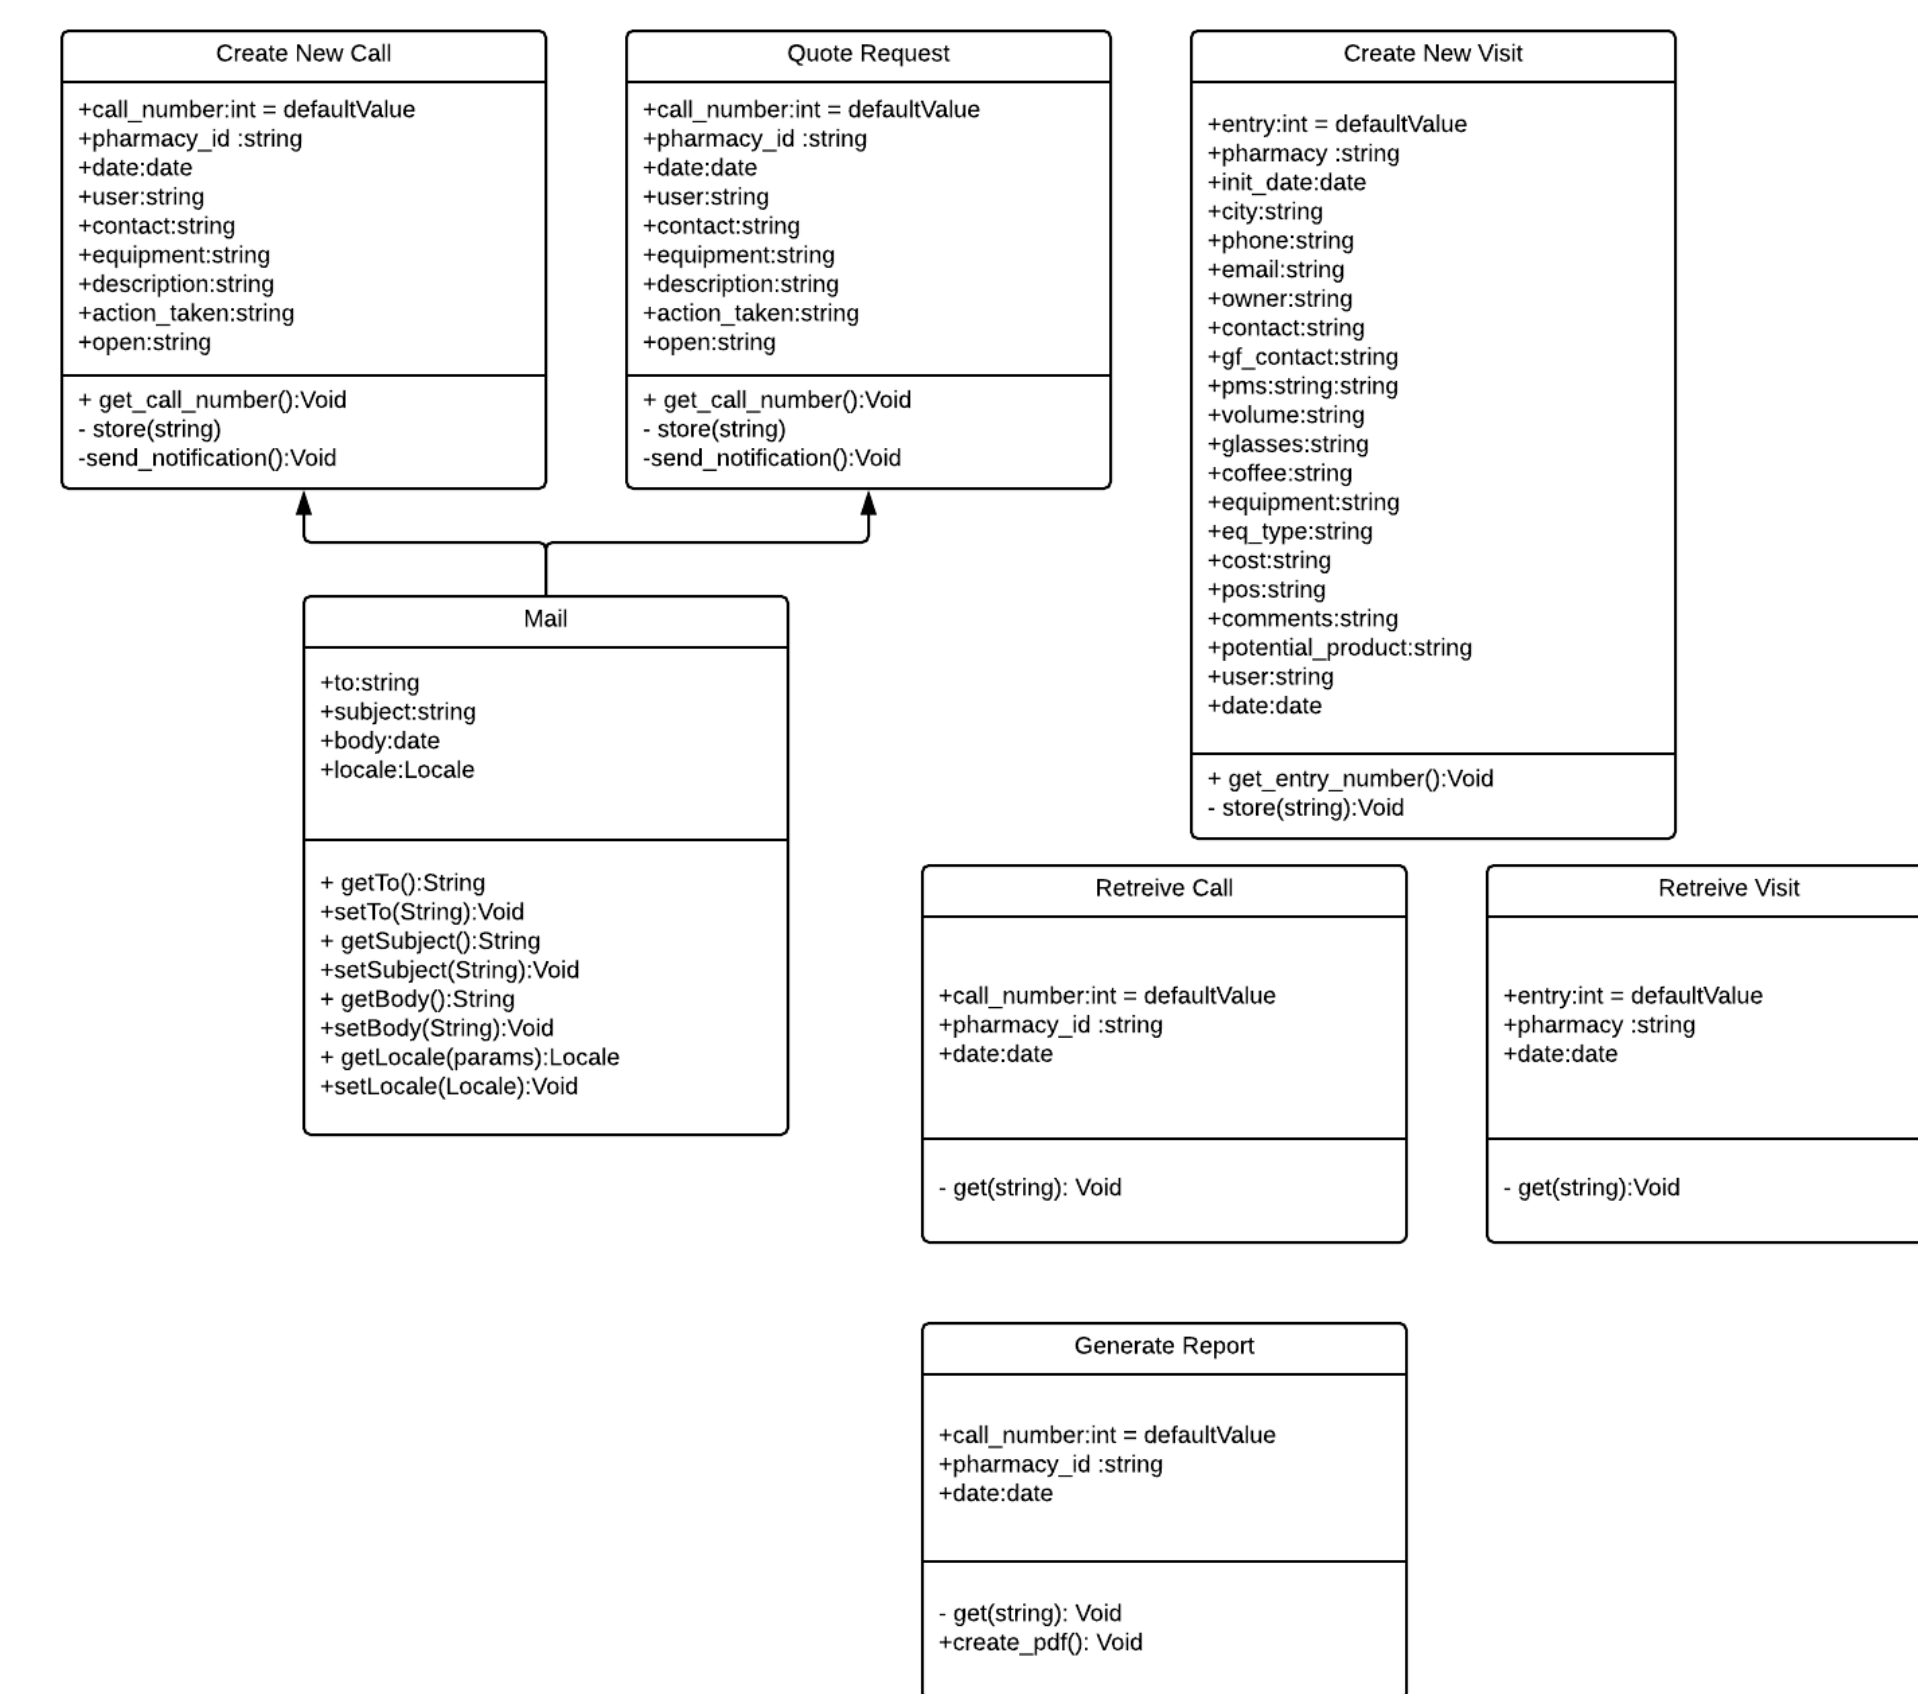 Create New Call
+call_number:int = defaultValue
+pharmacy_id :string
+date:date
+user:string
+contact:string
+equipment:string
+description:string
+action_taken:string
+open:string
+ get_call_number():Void
- store(string)
-send_notification():Void
Quote Request
+call_number:int = defaultValue
+pharmacy_id :string
+date:date
+user:string
+contact:string
+equipment:string
+description:string
+action_taken:string
+open:string
+ get_call_number():Void
- store(string)
-send_notification():Void
Create New Visit
+entry:int = defaultValue
+pharmacy :string
+init_date:date
+city:string
+phone:string
+email:string
+owner:string
+contact:string
+gf_contact:string
+pms:string:string
+volume:string
+glasses:string
+coffee:string
+equipment:string
+eq_type:string
+cost:string
+pos:string
+comments:string
+potential_product:string
+user:string
+date:date
+ get_entry_number():Void
- store(string):Void
Mail
+to:string
+subject:string
+body:date
+locale:Locale
+ getTo():String
+setTo(String):Void
+ getSubject():String
+setSubject(String):Void
+ getBody():String
+setBody(String):Void
+ getLocale(params):Locale
+setLocale(Locale):Void
Retreive Call
+call_number:int = defaultValue
+pharmacy_id :string
+date:date
- get(string): Void
Retreive Visit
+entry:int = defaultValue
+pharmacy :string
+date:date
- get(string):Void
Generate Report
+call_number:int = defaultValue
+pharmacy_id :string
+date:date
- get(string): Void
+create_pdf(): Void